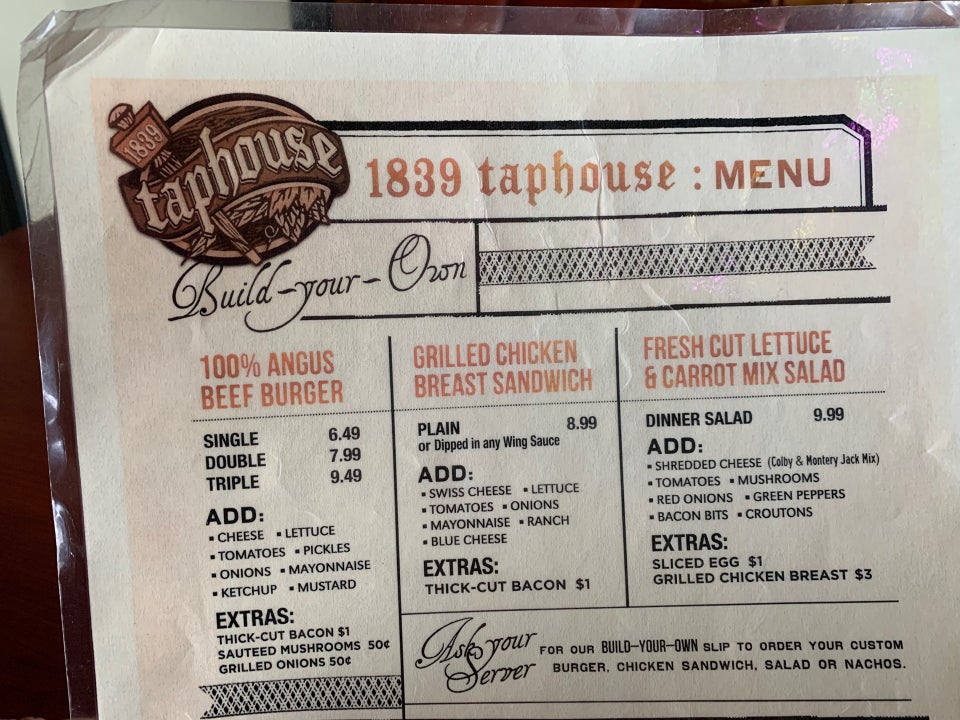 1839
taphouse
1839 taphouse : MENU
Build-your-Own
100% ANGUS
BEEF BURGER
SINGLE 6.49
DOUBLE 7.99
TRIPLE 9.49
ADD:
▪ CHEESE ▪ LETTUCE
▪ TOMATOES ▪ PICKLES
▪ ONIONS ▪ MAYONNAISE
▪ KETCHUP ▪ MUSTARD
EXTRAS:
THICK-CUT BACON $1
SAUTEED MUSHROOMS 50¢
GRILLED ONIONS 50¢
GRILLED CHICKEN
BREAST SANDWICH
PLAIN 8.99
or Dipped in any Wing Sauce
ADD:
▪ SWISS CHEESE ▪ LETTUCE
▪ TOMATOES ▪ ONIONS
▪ MAYONNAISE ▪ RANCH
▪ BLUE CHEESE
EXTRAS:
THICK-CUT BACON $1
FRESH CUT LETTUCE
& CARROT MIX SALAD
DINNER SALAD 9.99
ADD:
▪ SHREDDED CHEESE (Colby & Montery Jack Mix)
▪ TOMATOES ▪ MUSHROOMS
▪ RED ONIONS ▪ GREEN PEPPERS
▪ BACON BITS ▪ CROUTONS
EXTRAS:
SLICED EGG $1
GRILLED CHICKEN BREAST $3
Ask your
Server
FOR OUR BUILD-YOUR-OWN SLIP TO ORDER YOUR CUSTOM
BURGER, CHICKEN SANDWICH, SALAD OR NACHOS.